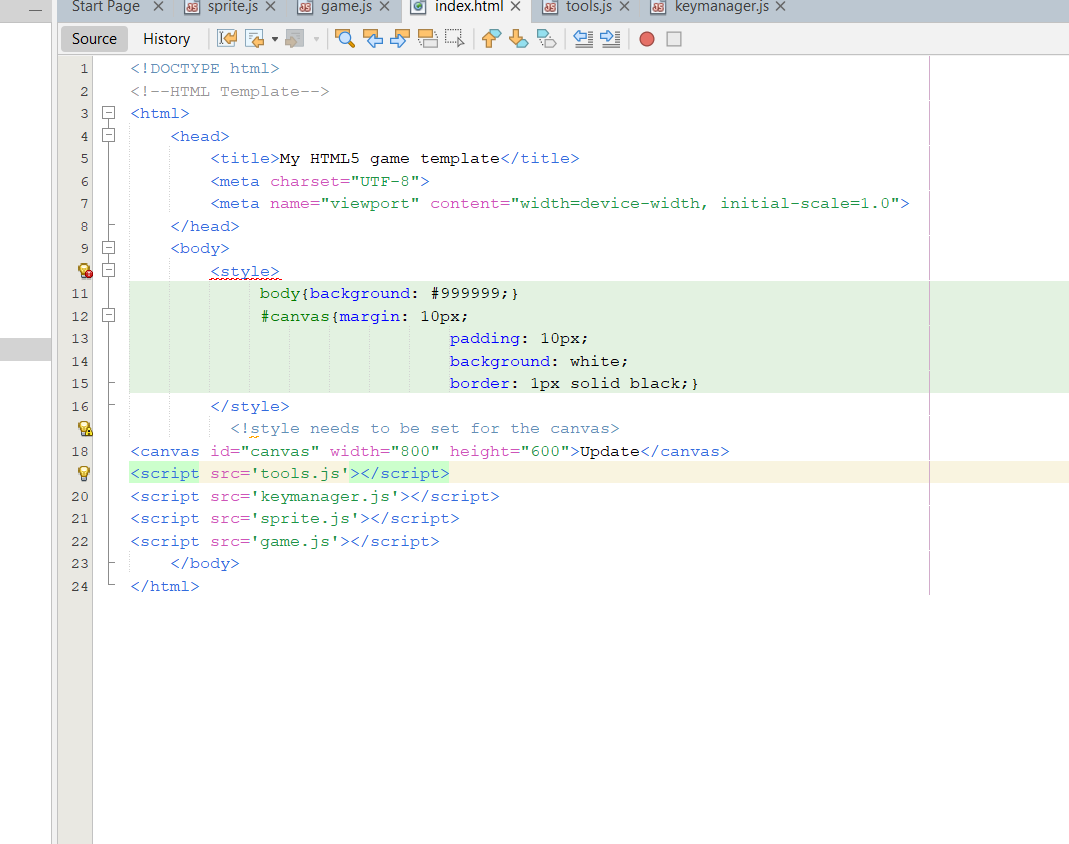 Start Page sprite.js game.js index.html tools.js keymanager.js
Source History
1 <!DOCTYPE html>
2 <!--HTML Template-->
3 <html>
4 <head>
5 <title>My HTML5 game template</title>
6 <meta charset="UTF-8">
7 <meta name="viewport" content="width=device-width, initial-scale=1.0">
8 </head>
9 <body>
<style>
11 body{background: #999999;}
12 #canvas{margin: 10px;
13 padding: 10px;
14 background: white;
15 border: 1px solid black;}
16 </style>
<!style needs to be set for the canvas>
18 <canvas id="canvas" width="800" height="600">Update</canvas>
<script src='tools.js'></script>
20 <script src='keymanager.js'></script>
21 <script src='sprite.js'></script>
22 <script src='game.js'></script>
23 </body>
24 </html>